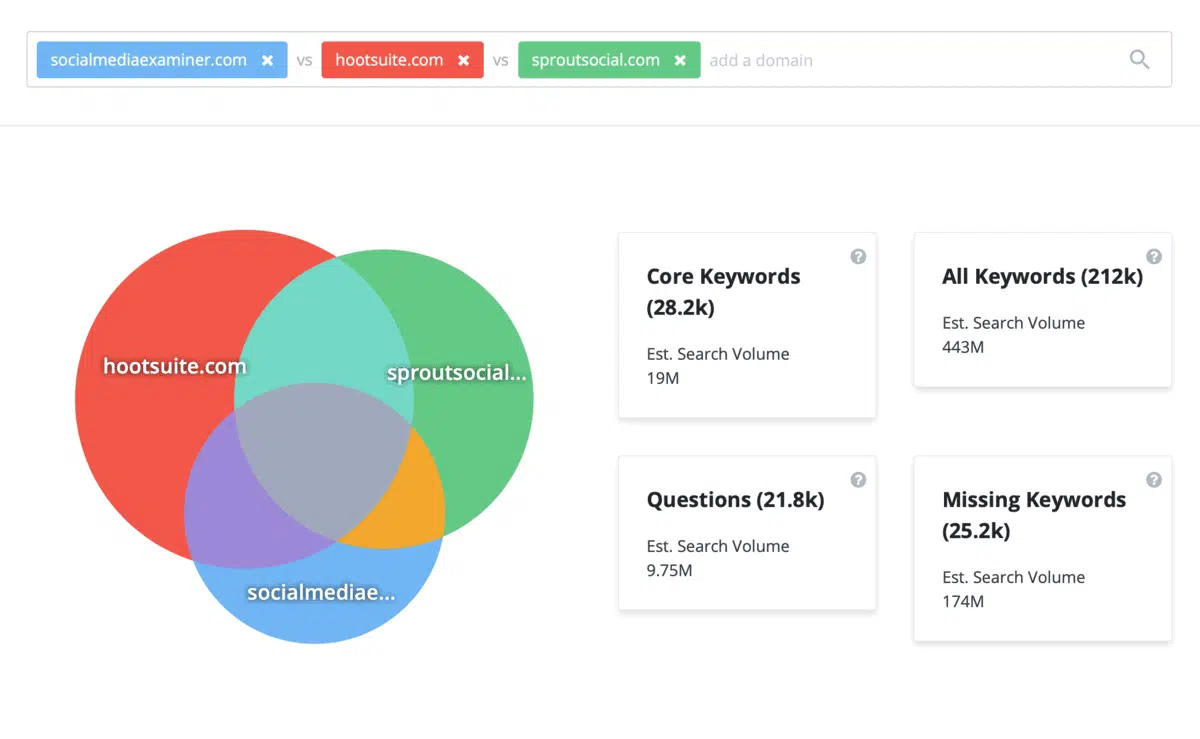 socialmediaexaminer.com × vs hootsuite.com × vs sproutsocial.com × add a domain
hootsuite.com
sproutsocial...
socialmediae...
Core Keywords
(28.2k)
Est. Search Volume
19M
All Keywords (212k)
Est. Search Volume
443M
Questions (21.8k)
Est. Search Volume
9.75M
Missing Keywords
(25.2k)
Est. Search Volume
174M